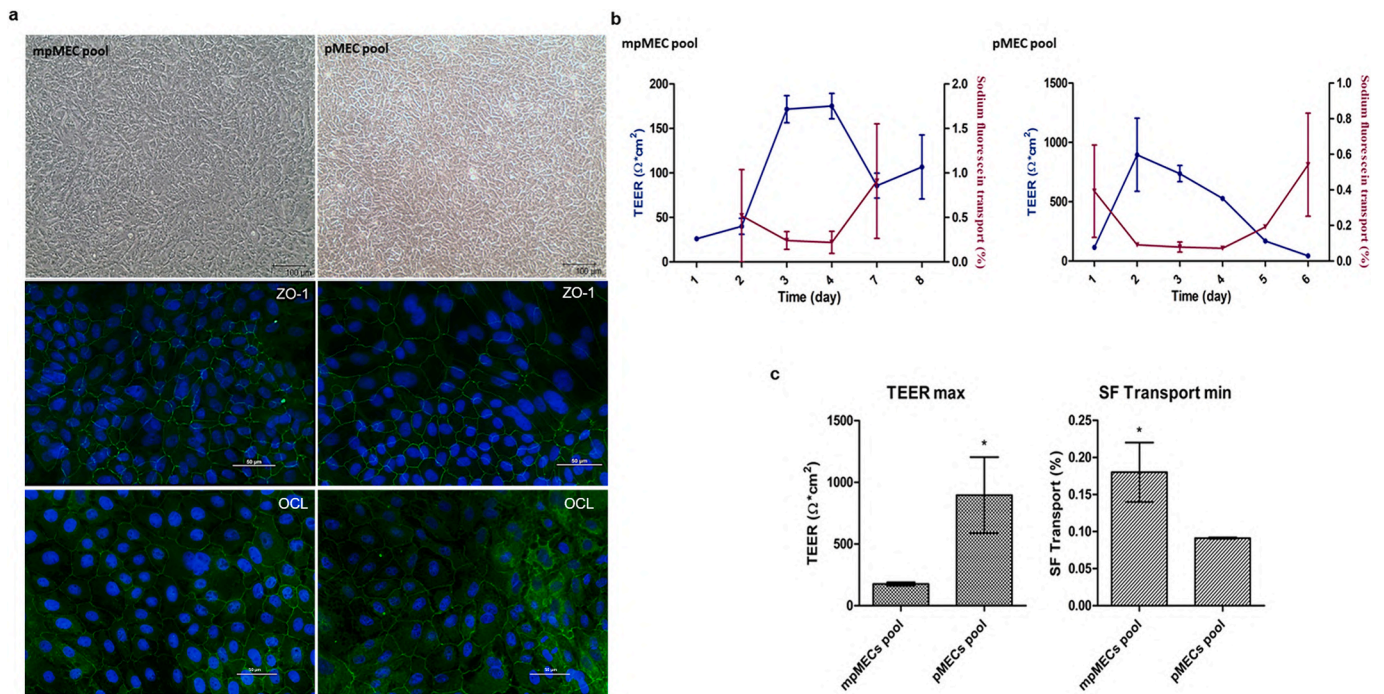 a
mpMEC pool
pMEC pool
100 µm
100 µm
ZO-1
ZO-1
50 µm
50 µm
OCL
OCL
50 µm
50 µm
b
mpMEC pool
200
150
100
50
0
TEER (Ω*cm²)
2.0
1.5
1.0
0.5
0.0
Sodium fluorescein transport (%)
1 2 3 4 7 8
Time (day)
pMEC pool
1500
1000
500
0
TEER (Ω*cm²)
1.0
0.8
0.6
0.4
0.2
0.0
Sodium fluorescein transport (%)
1 2 3 4 5 6
Time (day)
c
TEER max
1500
1000
500
0
TEER (Ω*cm²)
*
mpMECs pool
pMECs pool
SF Transport min
0.25
0.20
0.15
0.10
0.05
0.00
SF Transport (%)
*
mpMECs pool
pMECs pool